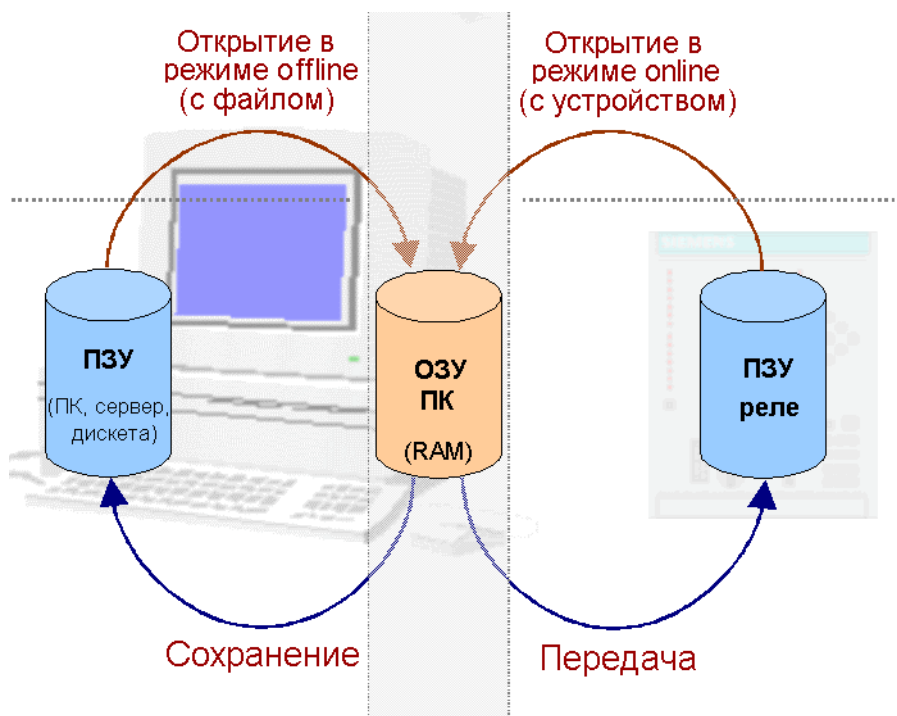 Открытие в
режиме offline
(с файлом)
Открытие в
режиме online
(с устройством)
ПЗУ
(ПК, сервер,
дискета)
ОЗУ
ПК
(RAM)
ПЗУ
реле
Сохранение
Передача